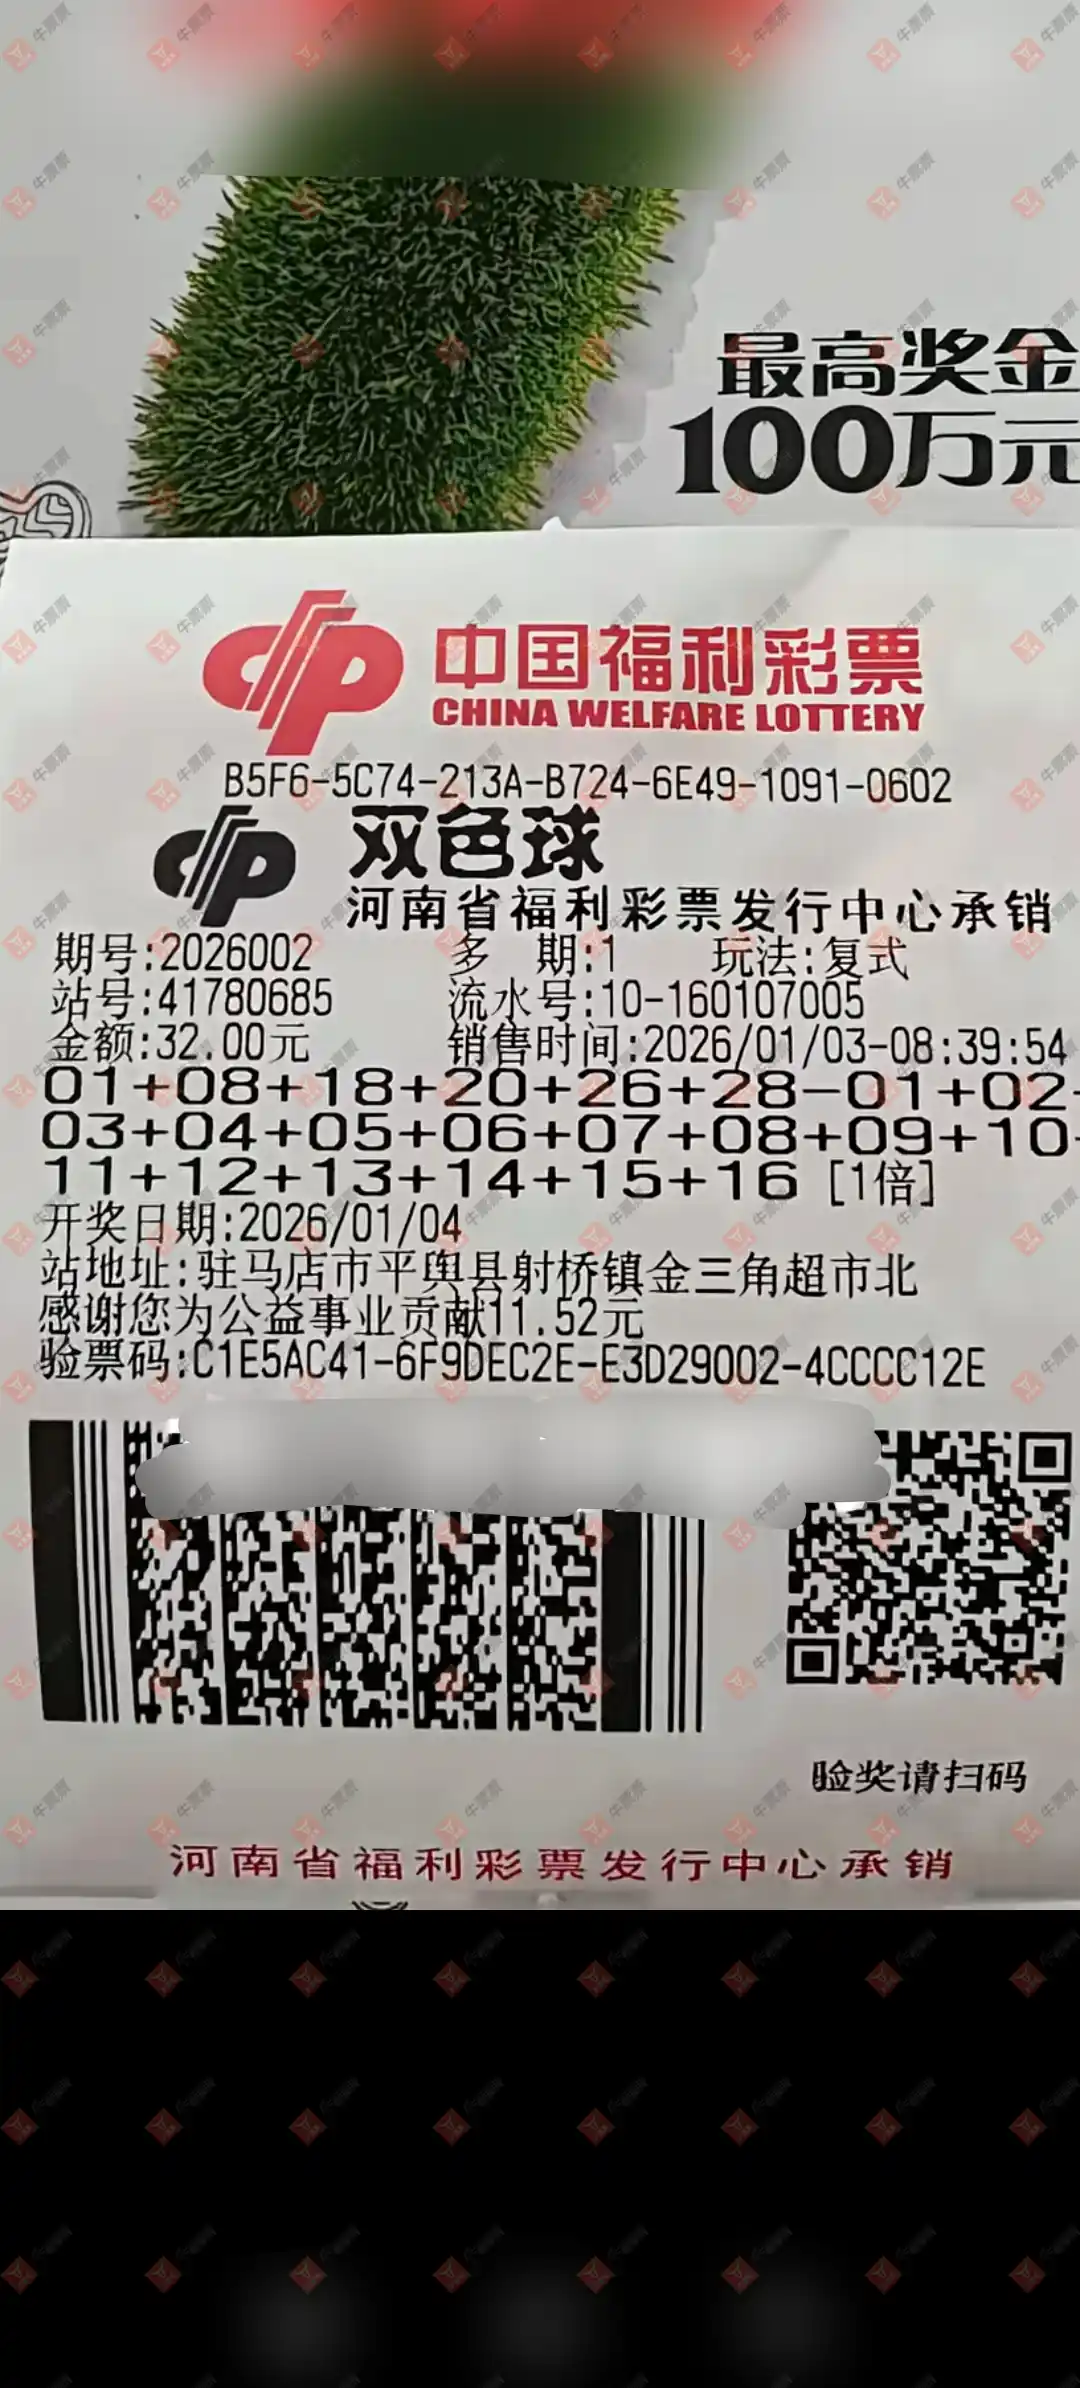 最高奖金
100万元
中国福利彩票
CHINA WELFARE LOTTERY
B5F6-5C74-213A-B724-6E49-1091-0602
双色球
河南省福利彩票发行中心承销
期号:2026002 多 期:1 玩法:复式
站号:41780685 流水号:10-160107005
金额:32.00元 销售时间:2026/01/03-08:39:54
01+08+18+20+26+28-01+02+
03+04+05+06+07+08+09+10+
11+12+13+14+15+16 [1倍]
开奖日期:2026/01/04
站地址:驻马店市平舆县射桥镇金三角超市北
感谢您为公益事业贡献11.52元
验票码:C1E5AC41-6F9DEC2E-E3D29002-4CCCC12E
验奖请扫码
河南省福利彩票发行中心承销
牛票票